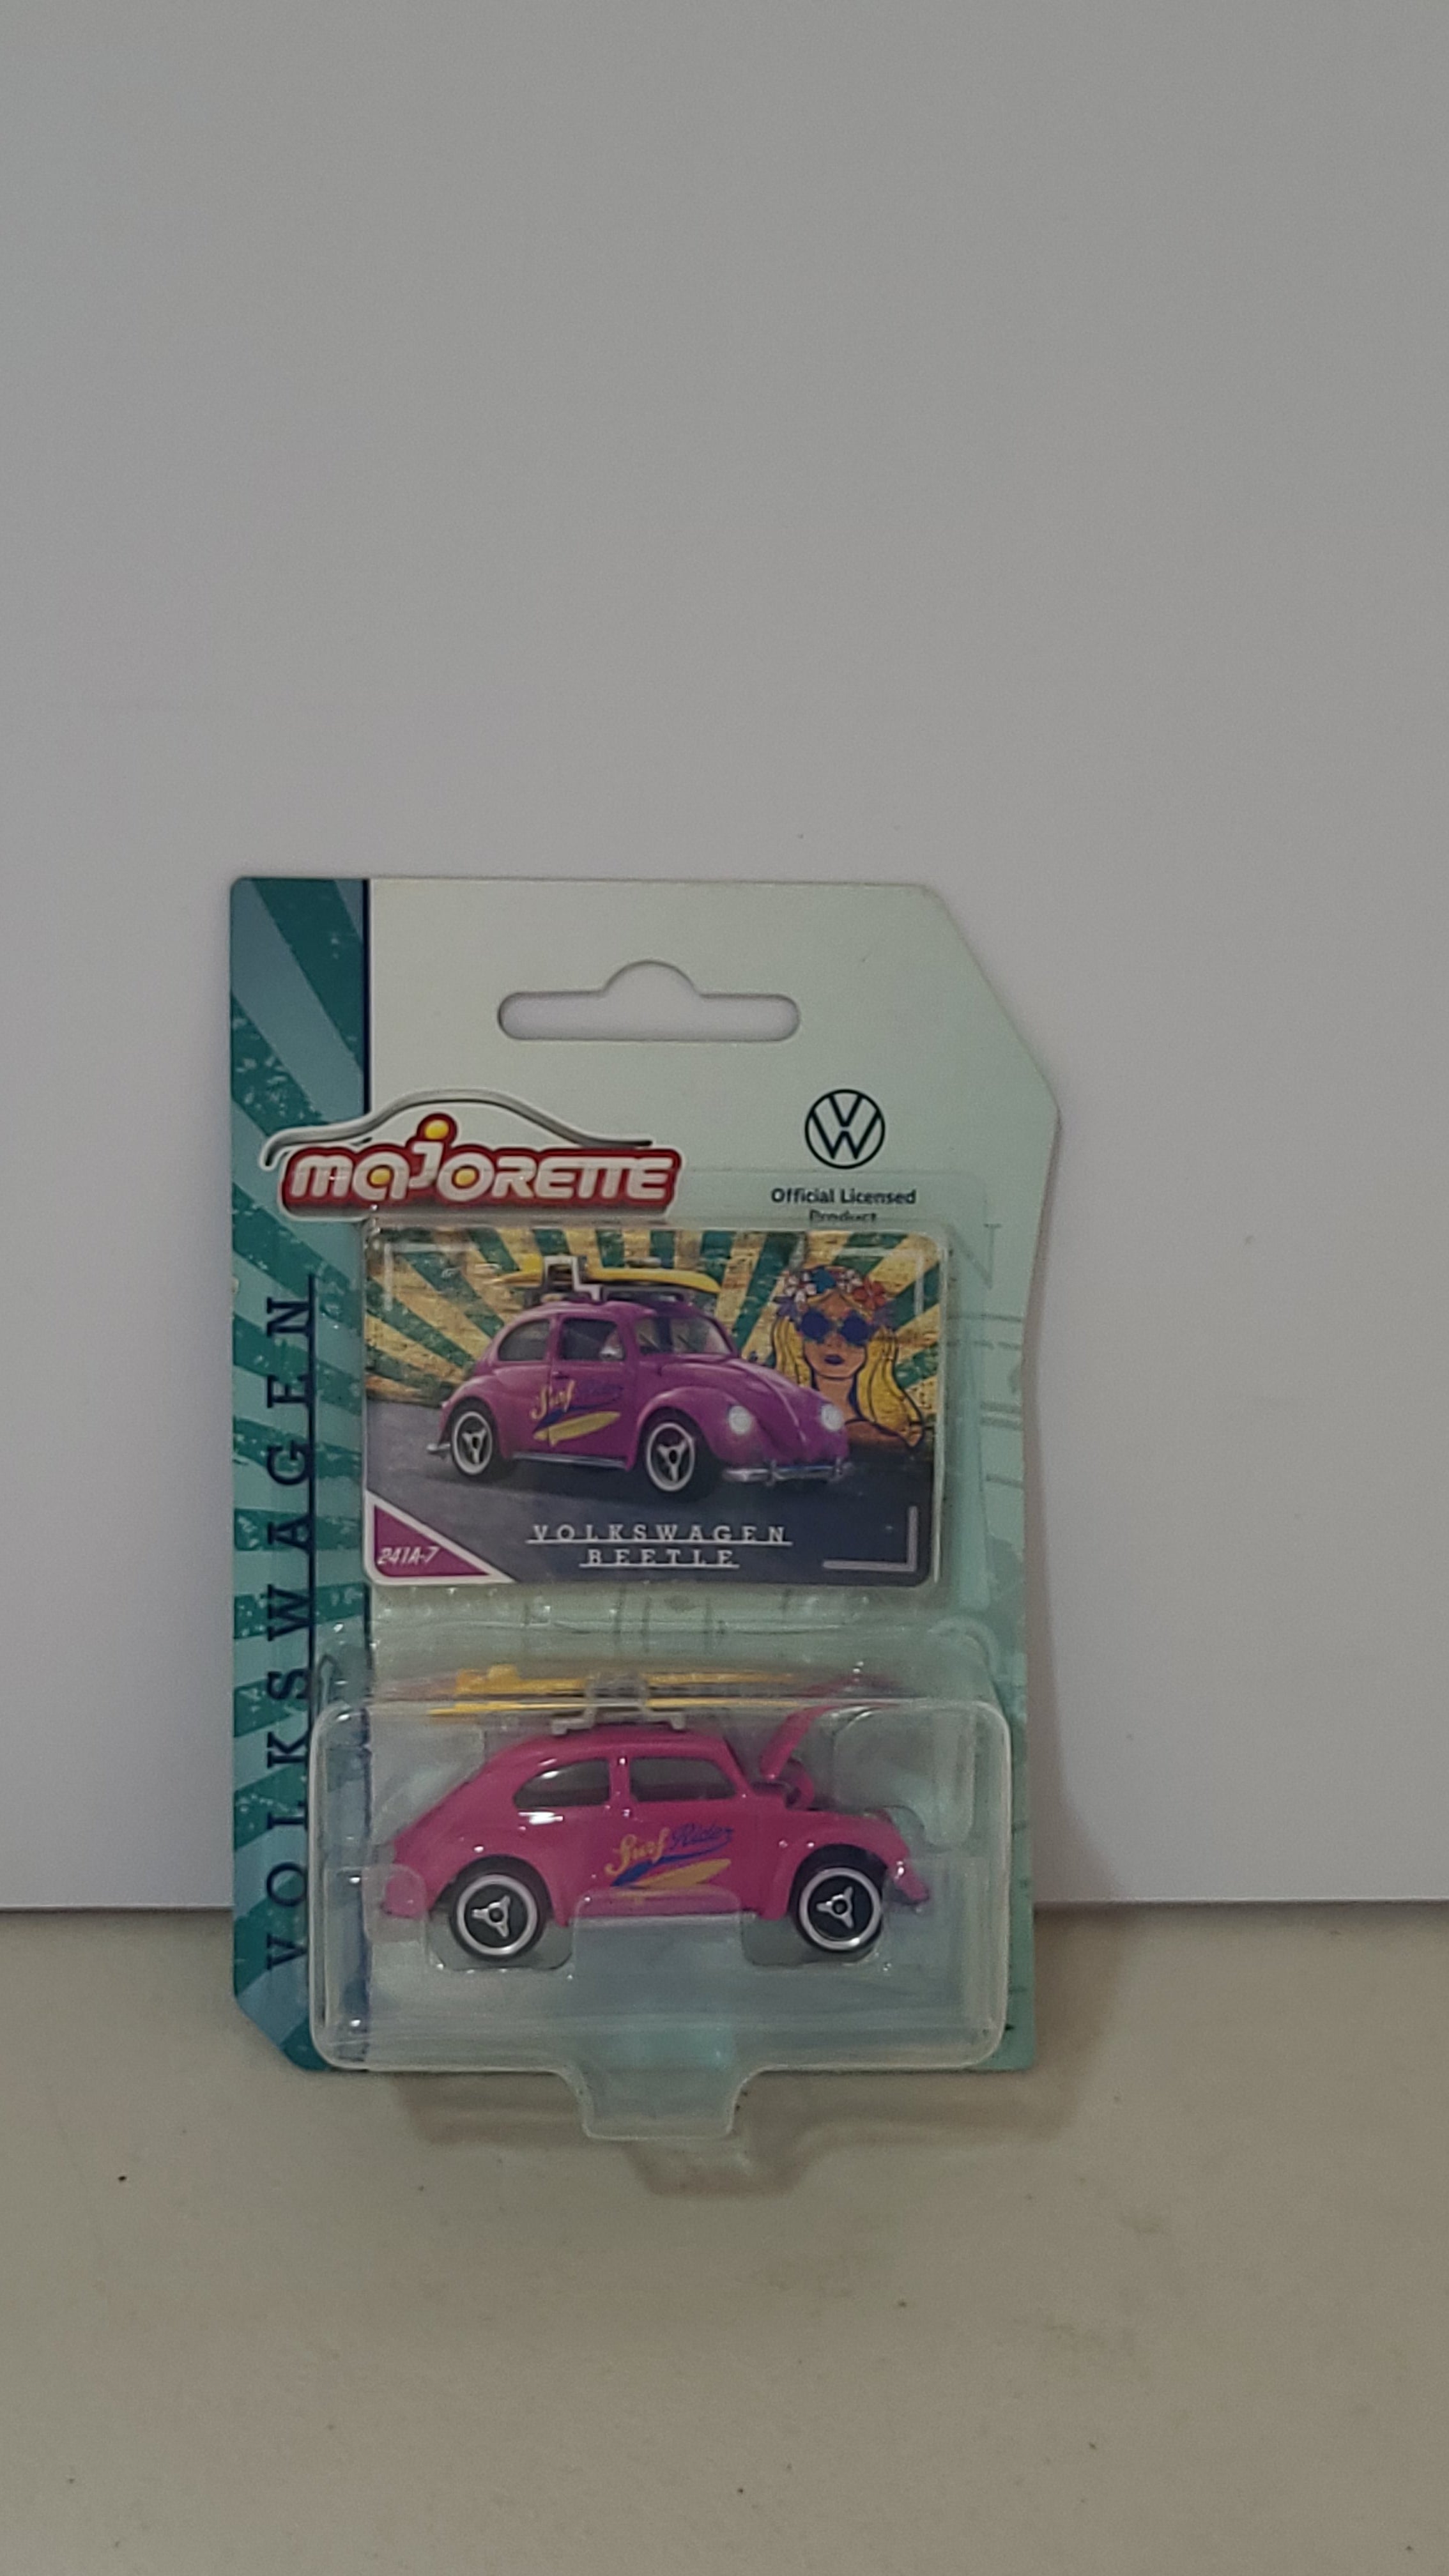 majorette
Official Licensed
Product
VOLKSWAGEN
Surf Rider
241A-7
VOLKSWAGEN
BEETLE
Surf Rider